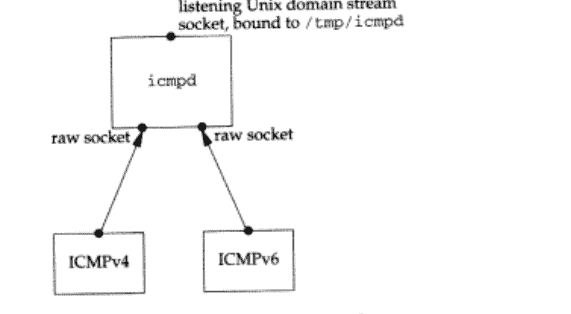 listening Unix domain stream
socket, bound to /tmp/icmpd
icmpd
raw socket
raw socket
ICMPv4
ICMPv6